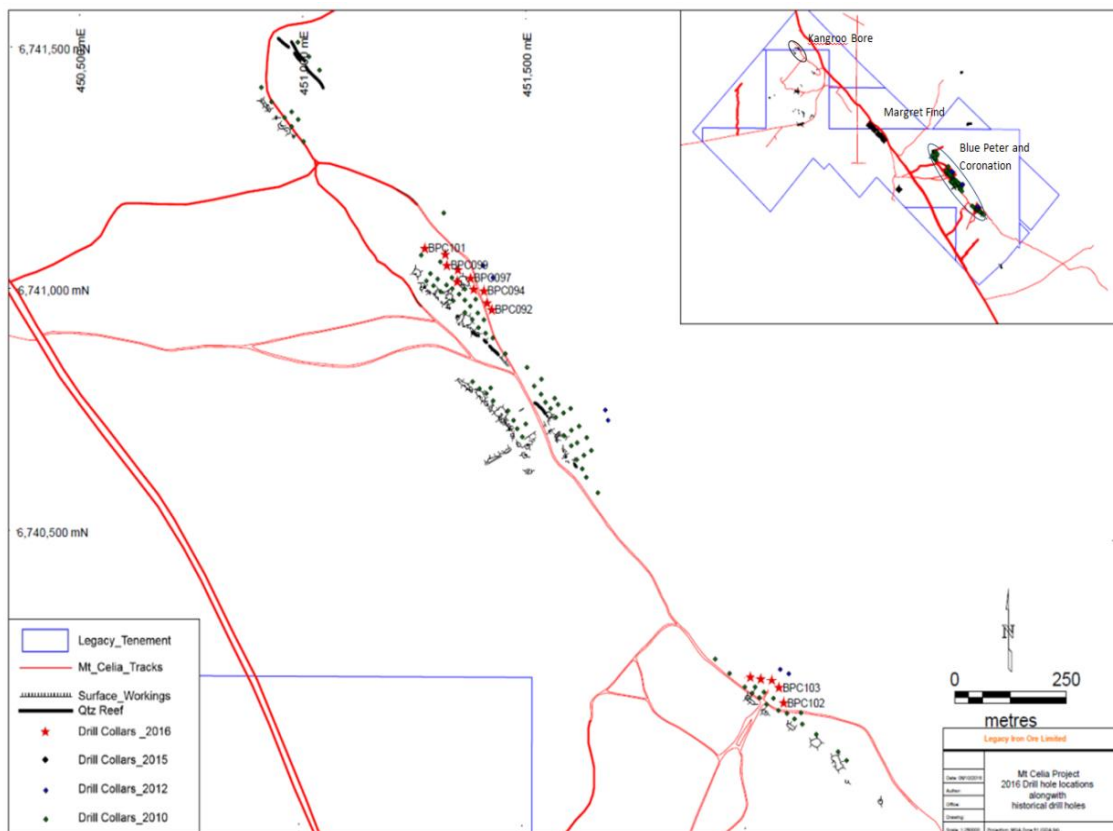 6,741,500 mN
450,500 mE
451,000 mE
451,500 mE
Kangroo Bore
Margret Find
Blue Peter and
Coronation
BPC101
BPC099
BPC097
6,741,000 mN
BPC094
BPC092
6,740,500 mN
N
BPC103
BPC102
0 250
metres
Legacy_Tenement
Mt_Celia_Tracks
Surface_Workings
Qtz Reef
Drill Collars _2016
Drill Collars_2015
Drill Collars_2012
Drill Collars_2010
Legacy Iron Ore Limited
Mt Celia Project
2016 Drill hole locations
alongwith
historical drill holes
Author:
Office:
Drawing: